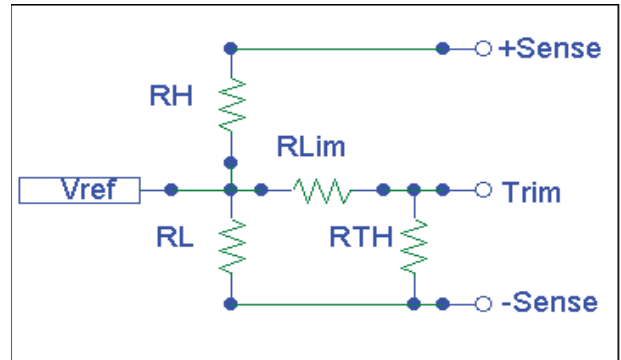 +Sense
RH
RLim
Vref
Trim
RL
RTH
-Sense